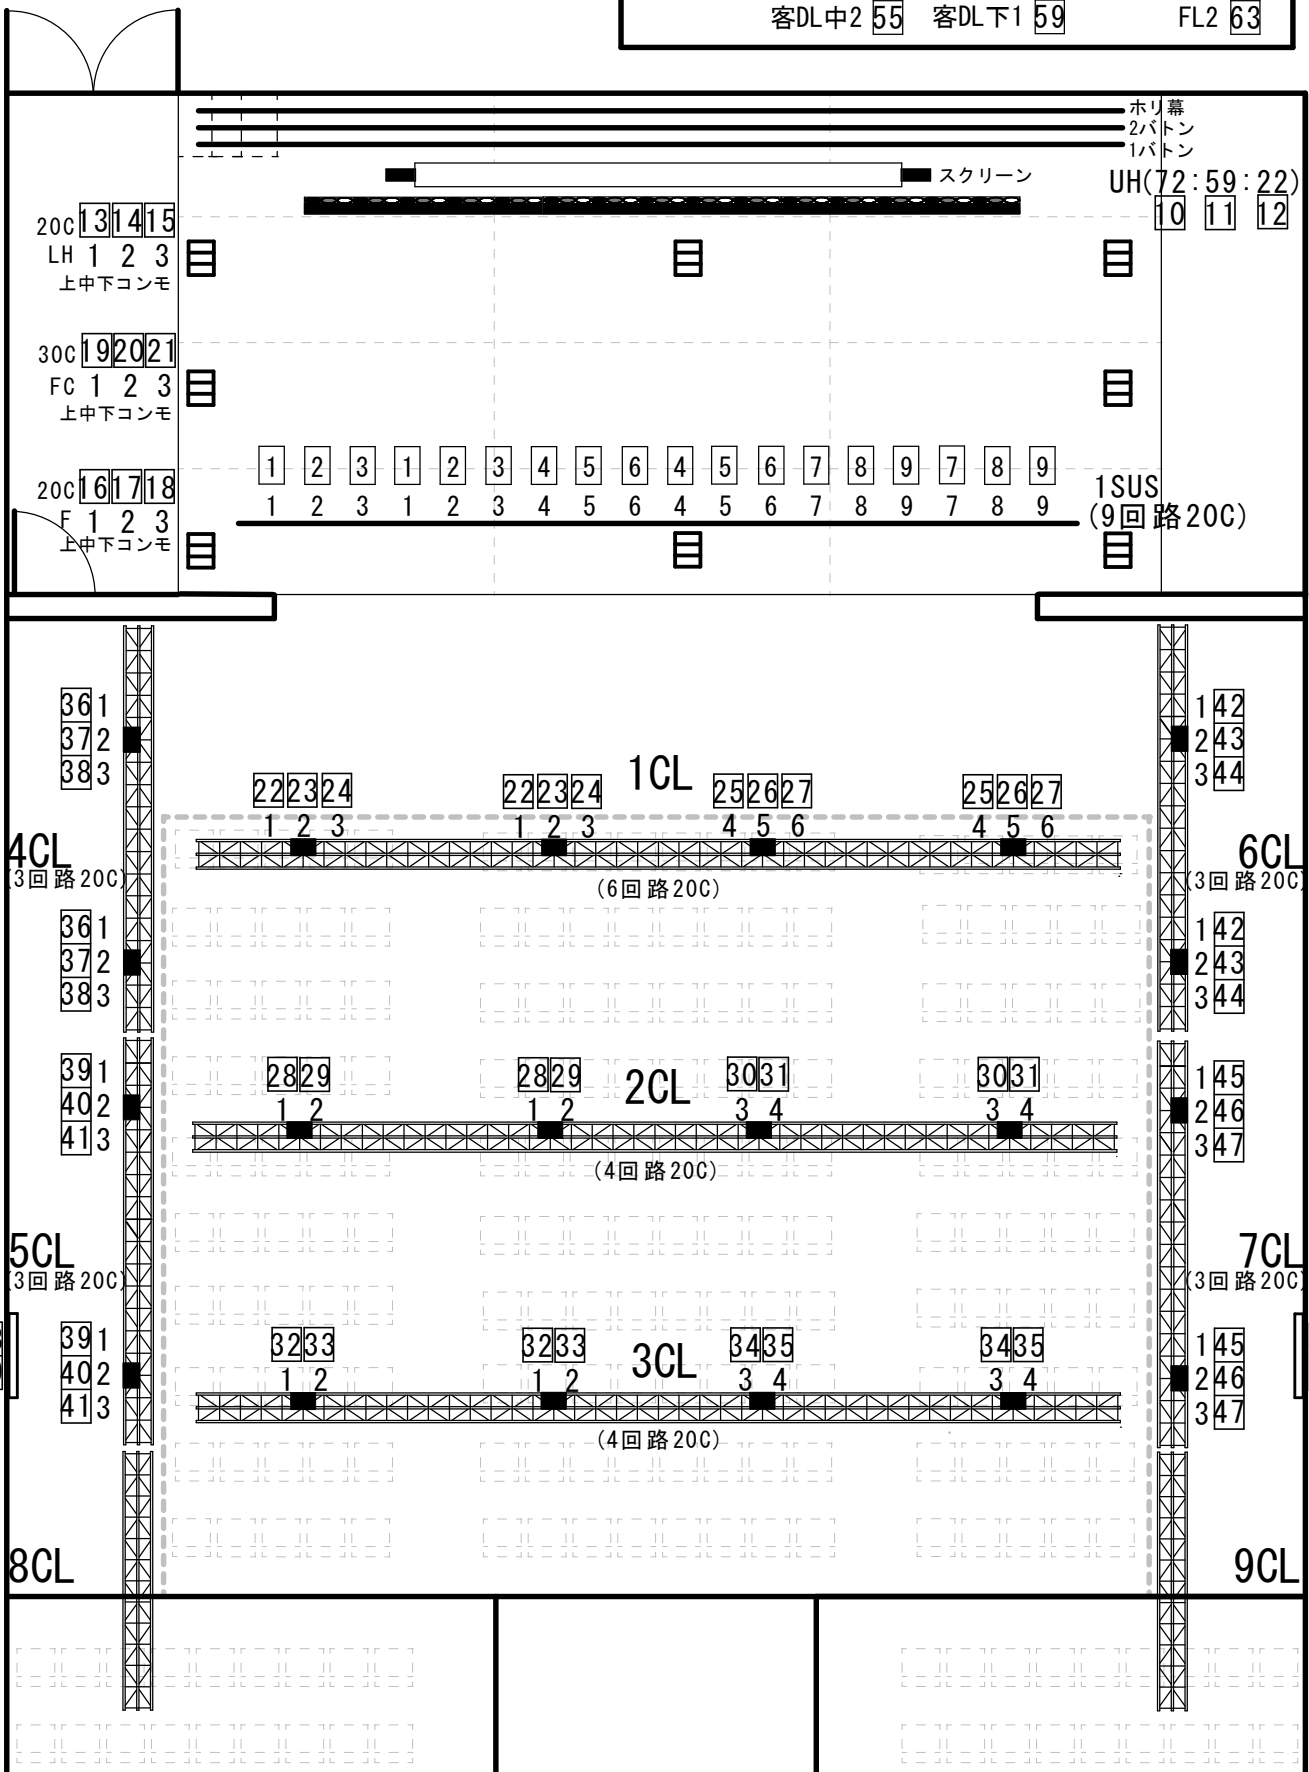 客DL中2 55 客DL下1 59 FL2 63
ホリ幕
2バトン
1バトン
スクリーン
UH(72:59:22)
10 11 12
20C 13 14 15
LH 1 2 3
上中下コンモ
30C 19 20 21
FC 1 2 3
上中下コンモ
1 2 3 1 2 3 4 5 6 4 5 6 7 8 9 7 8 9
1 2 3 1 2 3 4 5 6 4 5 6 7 8 9 7 8 9
1SUS
(9回路20C)
20C 16 17 18
F 1 2 3
上中下コンモ
36 1
37 2
38 3
1 42
2 43
3 44
1CL
22 23 24 22 23 24 25 26 27 25 26 27
1 2 3 1 2 3 4 5 6 4 5 6
(6回路20C)
4CL
(3回路20C)
6CL
(3回路20C)
36 1
37 2
38 3
1 42
2 43
3 44
39 1
40 2
41 3
2CL
28 29 28 29 30 31 30 31
1 2 1 2 3 4 3 4
(4回路20C)
1 45
2 46
3 47
5CL
(3回路20C)
7CL
(3回路20C)
39 1
40 2
41 3
3CL
32 33 32 33 34 35 34 35
1 2 1 2 3 4 3 4
(4回路20C)
1 45
2 46
3 47
8CL
9CL